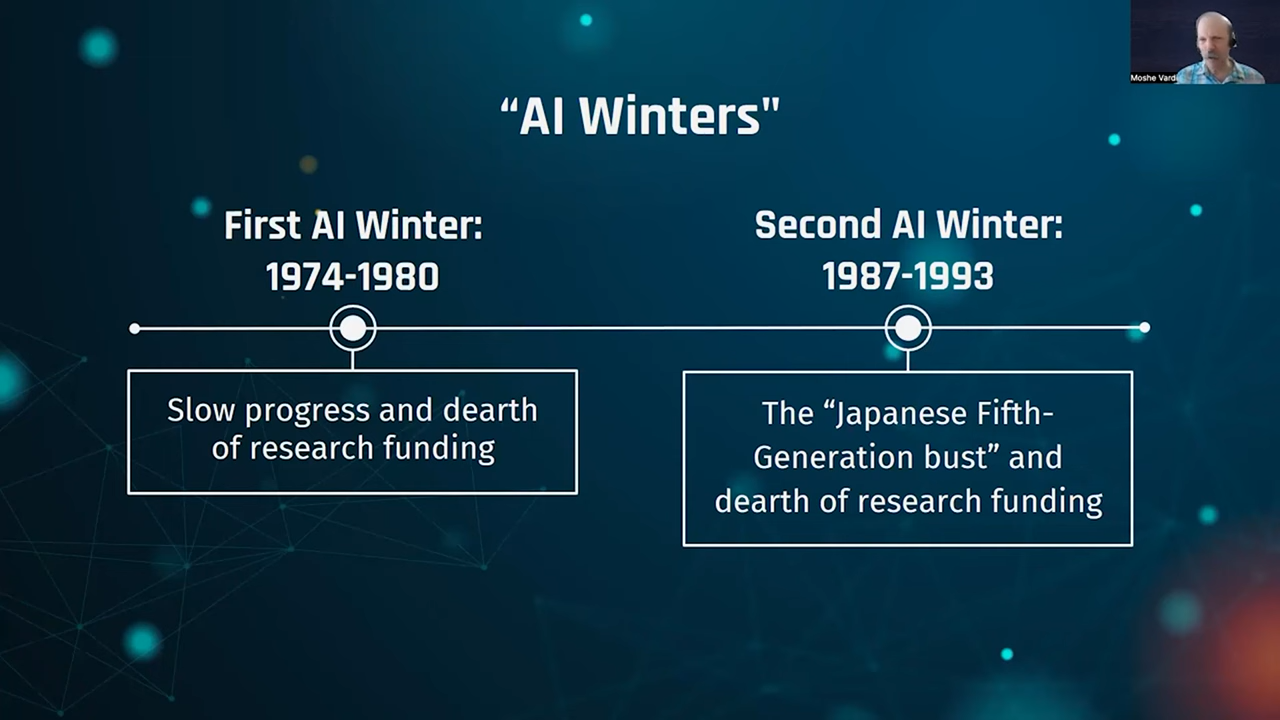 Moshe Vardi
“AI Winters"
First AI Winter:
1974-1980
Second AI Winter:
1987-1993
Slow progress and dearth
of research funding
The “Japanese Fifth-
Generation bust” and
dearth of research funding